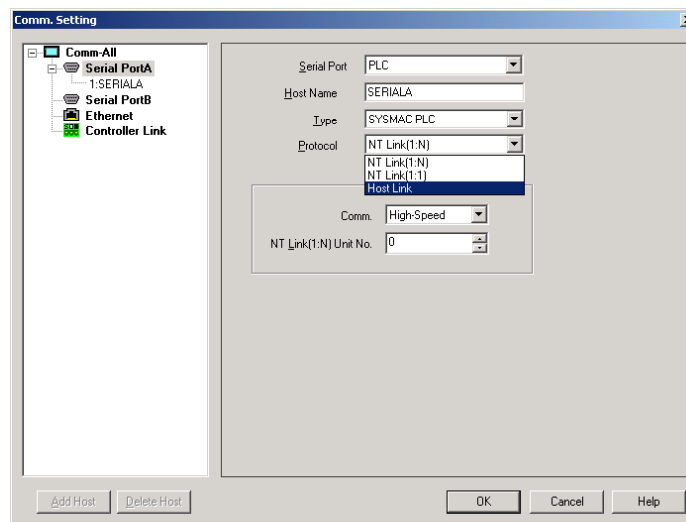 Comm. Setting
Comm-All
Serial PortA
1:SERIALA
Serial PortB
Ethernet
Controller Link
Serial Port PLC
Host Name SERIALA
Type SYSMAC PLC
Protocol NT Link(1:N)
NT Link(1:N)
NT Link(1:1)
Host Link
Comm. High-Speed
NT Link(1:N) Unit No. 0
Add Host Delete Host OK Cancel Help